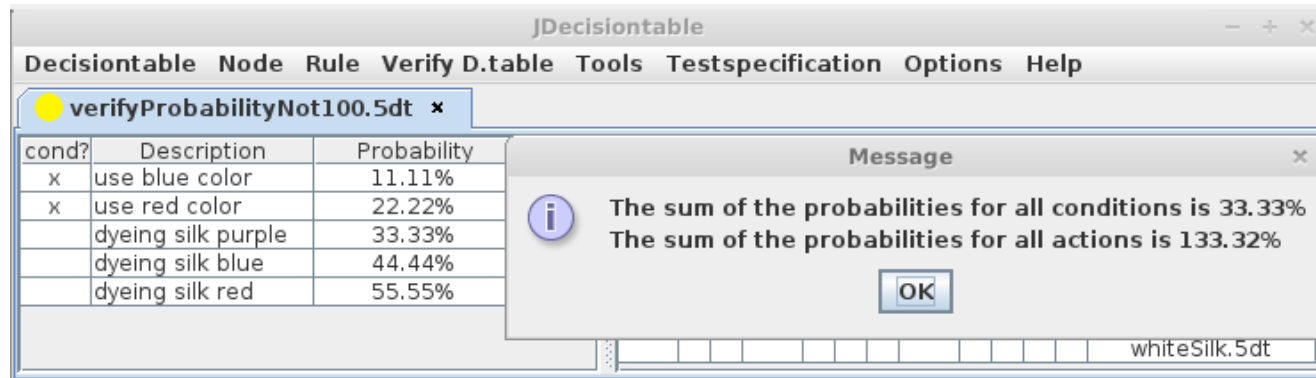 JDecisiontable
Decisiontable Node Rule Verify D.table Tools Testspecification Options Help
verifyProbabilityNot100.5dt ×
cond? Description Probability
x use blue color 11.11%
x use red color 22.22%
dyeing silk purple 33.33%
dyeing silk blue 44.44%
dyeing silk red 55.55%
Message
The sum of the probabilities for all conditions is 33.33%
The sum of the probabilities for all actions is 133.32%
OK
whiteSilk.5dt